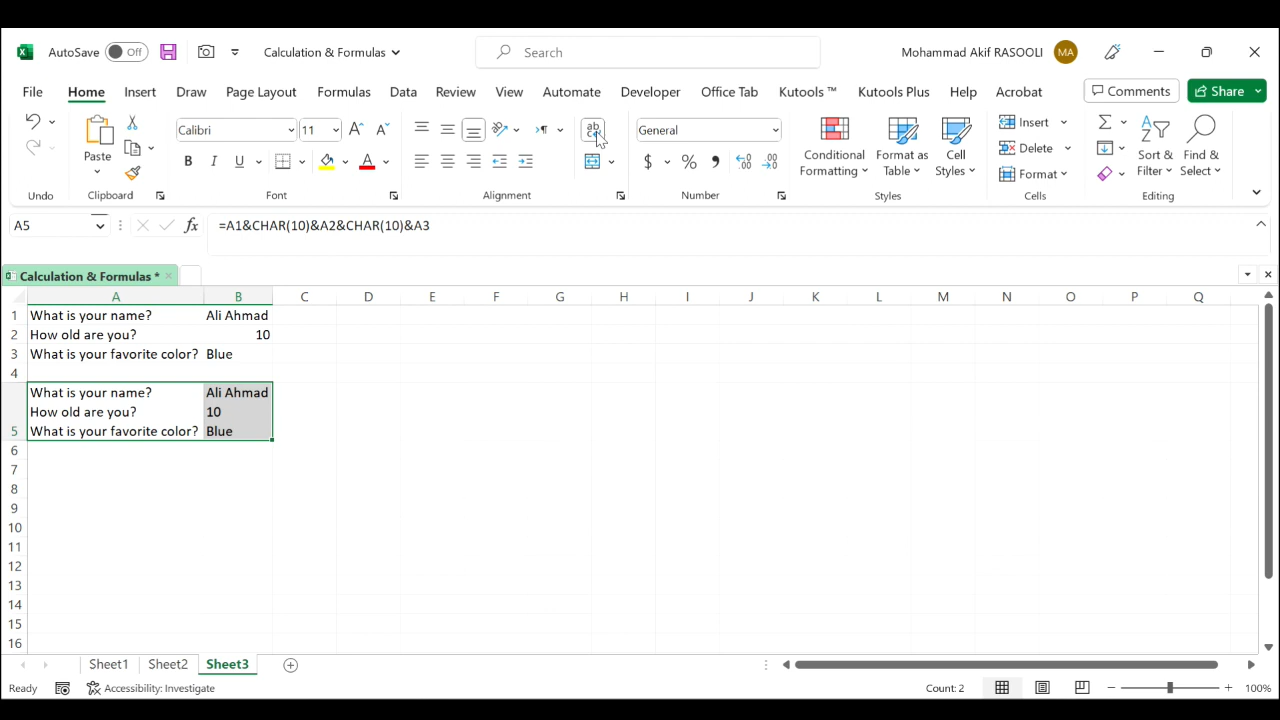 AutoSave Off Calculation & Formulas Search Mohammad Akif RASOOLI MA
File Home Insert Draw Page Layout Formulas Data Review View Automate Developer Office Tab Kutools ™ Kutools Plus Help Acrobat Comments Share
Calibri 11 General Insert
Paste Conditional Formatting Format as Table Cell Styles Delete Sort & Filter Find & Select
B I U $ % Format
Undo Clipboard Font Alignment Number Styles Cells Editing
A5 fx =A1&CHAR(10)&A2&CHAR(10)&A3
Calculation & Formulas *
A B C D E F G H I J K L M N O P Q
1 What is your name? Ali Ahmad
2 How old are you? 10
3 What is your favorite color? Blue
4
What is your name? Ali Ahmad
How old are you? 10
5 What is your favorite color? Blue
6
7
8
9
10
11
12
13
14
15
16
Sheet1 Sheet2 Sheet3
Ready Accessibility: Investigate Count: 2 100%